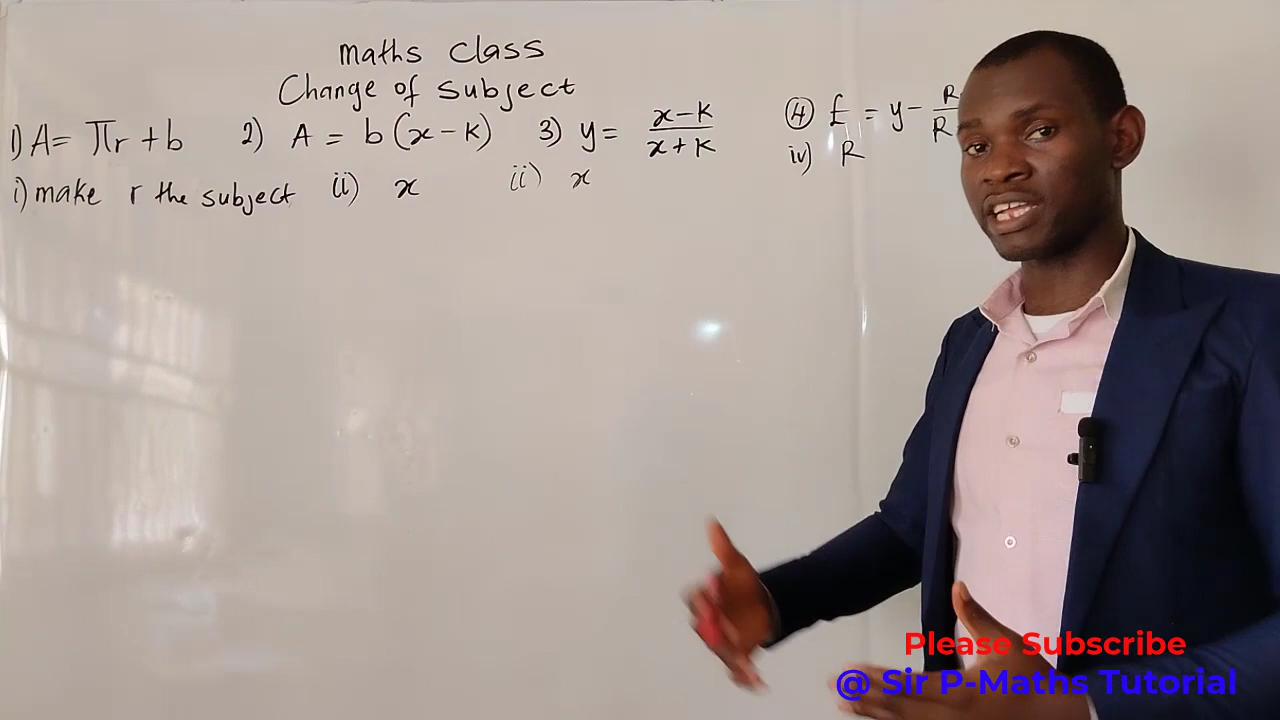 Maths Class
Change of Subject
1) A = πr + b 2) A = b(x - k) 3) y = (x - k)/(x + k) ④ £ = y - R/R
i) make r the subject ii) x ii) x iv) R
Please Subscribe
@ Sir P-Maths Tutorial